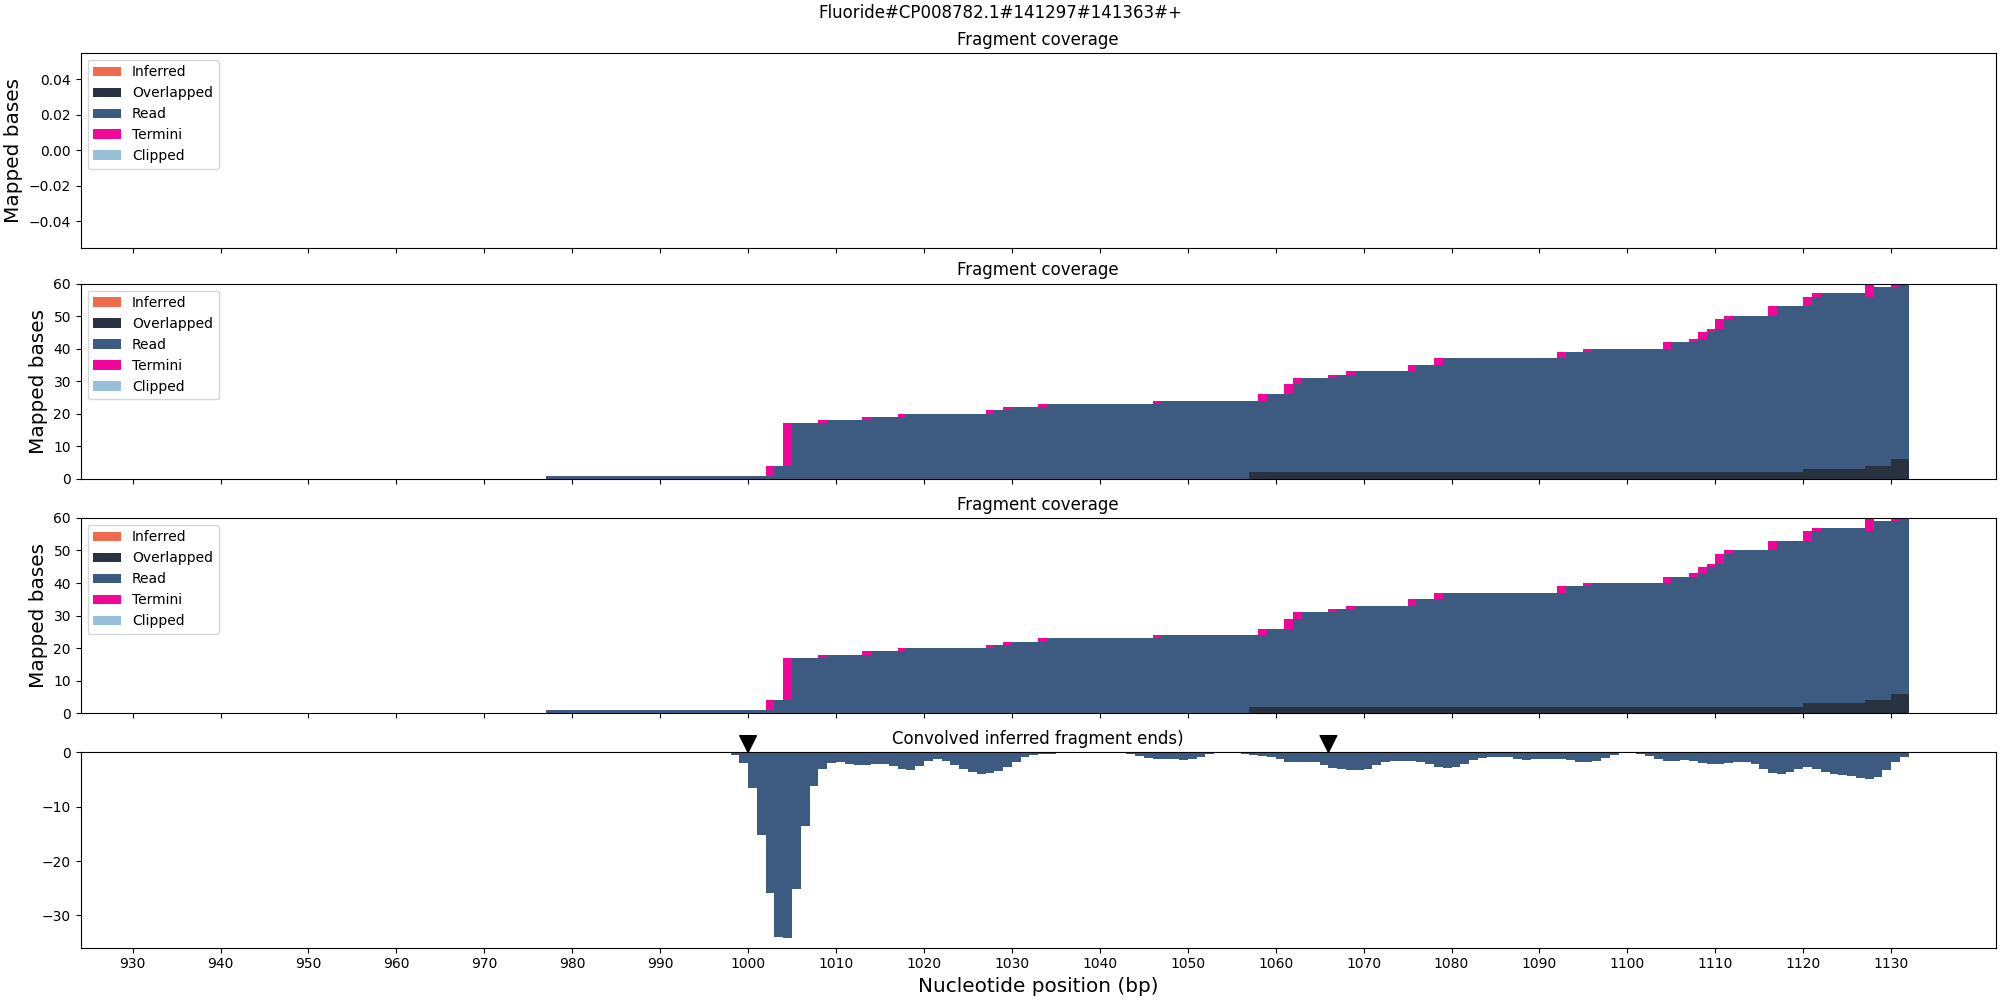 Fluoride#CP008782.1#141297#141363#+
Fragment coverage
Mapped bases
0.04
0.02
0.00
−0.02
−0.04
Inferred
Overlapped
Read
Termini
Clipped
Fragment coverage
Mapped bases
60
50
40
30
20
10
0
Inferred
Overlapped
Read
Termini
Clipped
Fragment coverage
Mapped bases
60
50
40
30
20
10
0
Inferred
Overlapped
Read
Termini
Clipped
Convolved inferred fragment ends)
0
−10
−20
−30
930 940 950 960 970 980 990 1000 1010 1020 1030 1040 1050 1060 1070 1080 1090 1100 1110 1120 1130
Nucleotide position (bp)